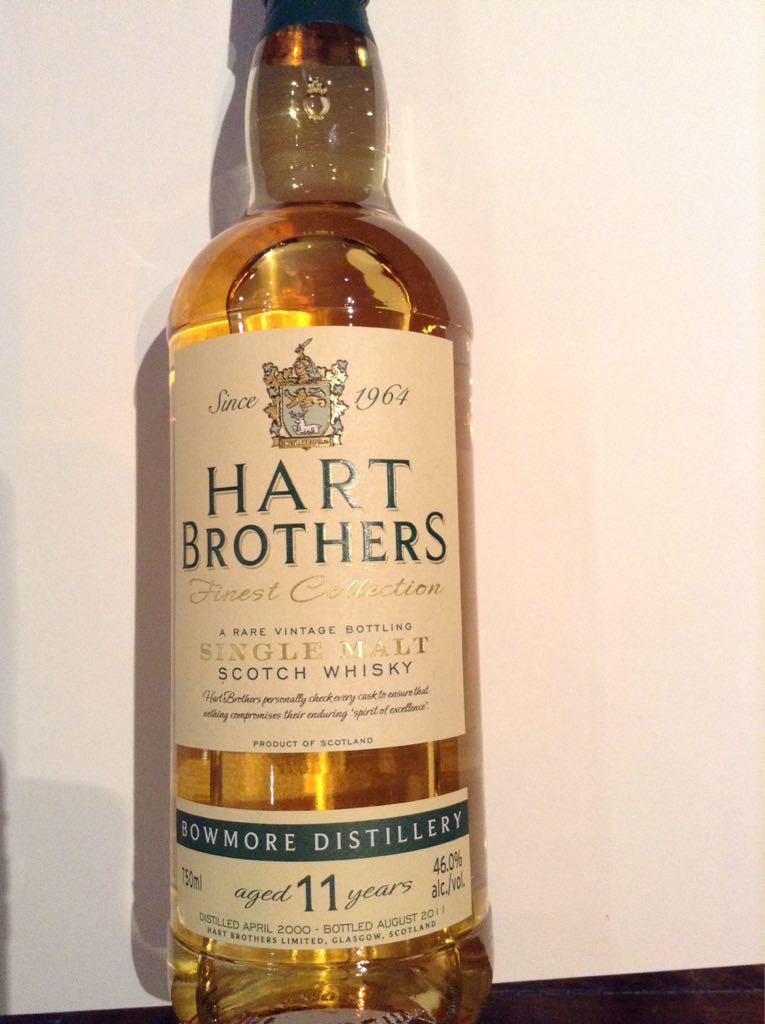 Since 1964
HART
BROTHERS
Finest Collection
A RARE VINTAGE BOTTLING
SINGLE MALT
SCOTCH WHISKY
Hart Brothers personally check every cask to ensure that
nothing compromises their enduring 'spirit of excellence'.
PRODUCT OF SCOTLAND
BOWMORE DISTILLERY
750ml aged 11 years 46.0% alc./vol.
DISTILLED APRIL 2000 - BOTTLED AUGUST 2011
HART BROTHERS LIMITED, GLASGOW, SCOTLAND